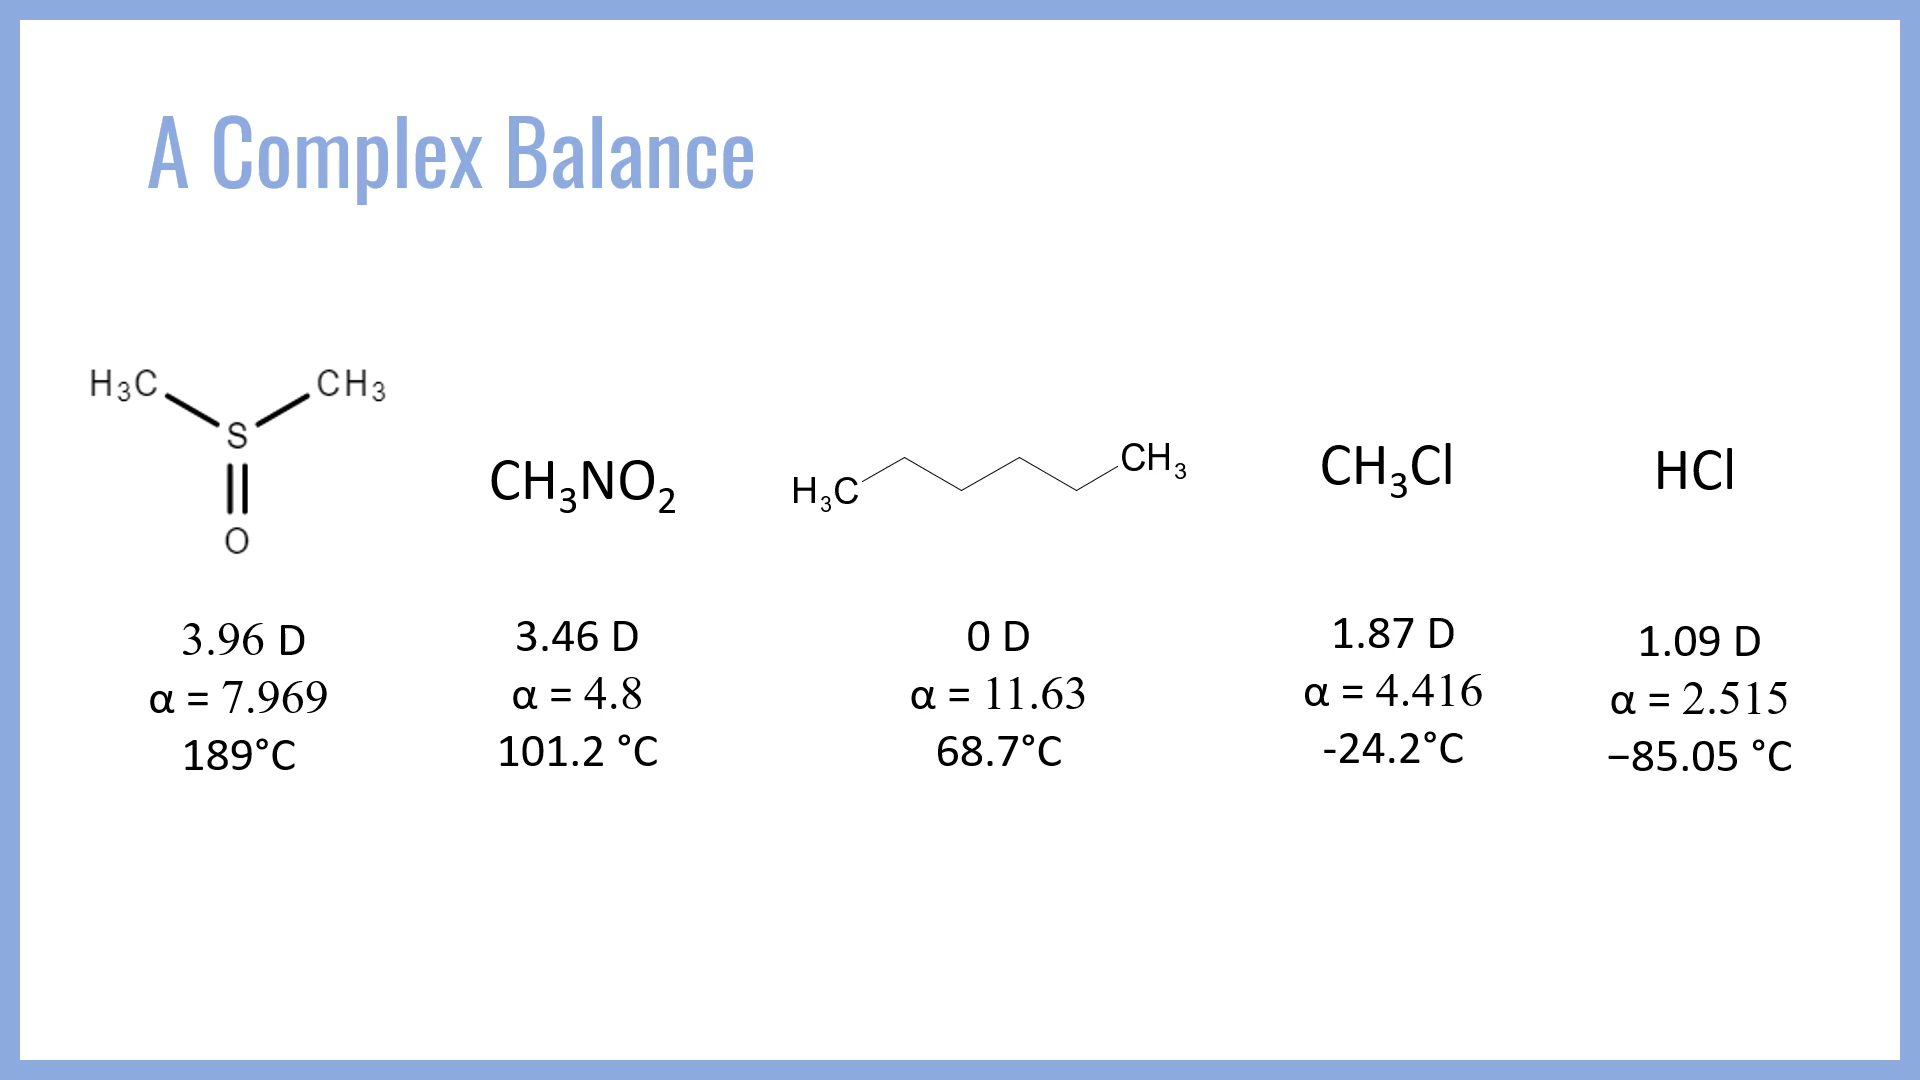 A Complex Balance
H₃C CH₃
S
O
3.96 D
α = 7.969
189°C
CH₃NO₂
3.46 D
α = 4.8
101.2 °C
H₃C CH₃
0 D
α = 11.63
68.7°C
CH₃Cl
1.87 D
α = 4.416
-24.2°C
HCl
1.09 D
α = 2.515
−85.05 °C